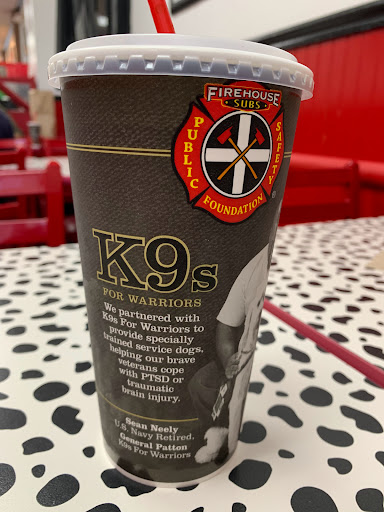 FIREHOUSE
SUBS
PUBLIC
SAFETY
FOUNDATION
K9s
FOR WARRIORS
We partnered with
K9s For Warriors to
provide specially
trained service dogs,
helping our brave
veterans cope
with PTSD or
traumatic
brain injury.
Sean Neely
U.S. Navy Retired,
General Patton
K9s For Warriors